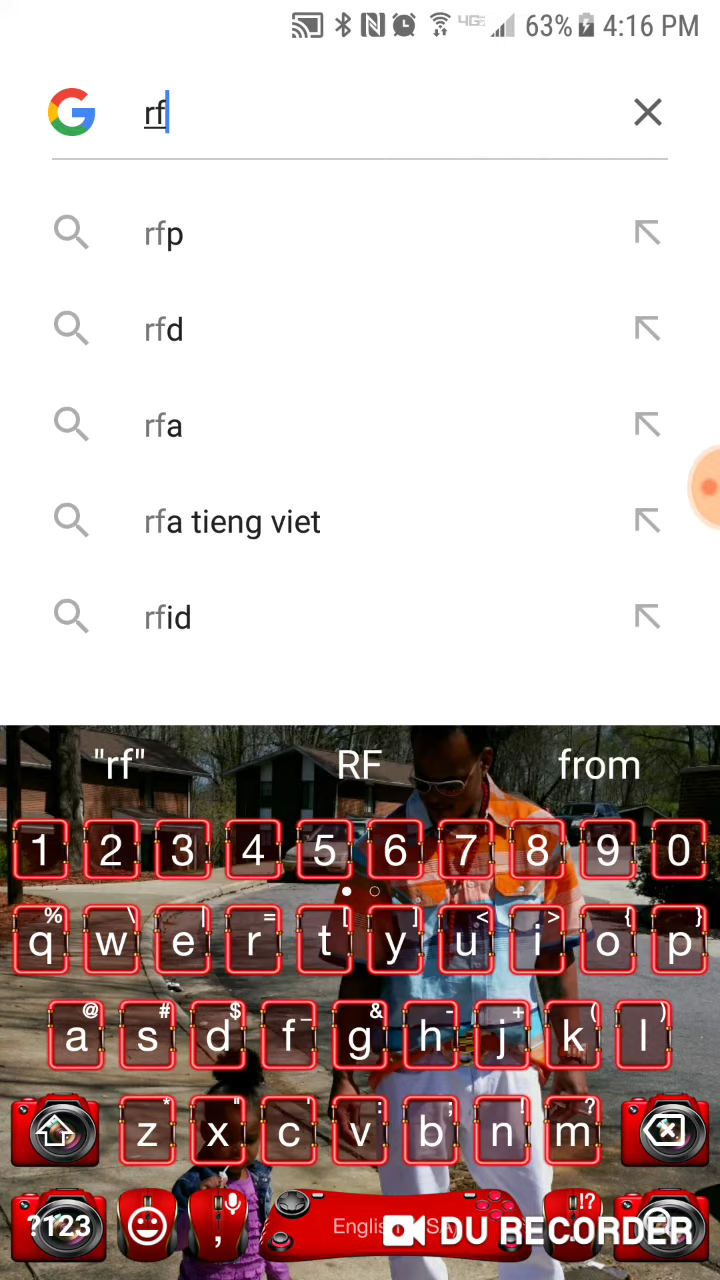 4GE 63% 4:16 PM
rf
rfp
rfd
rfa
rfa tieng viet
rfid
"rf" RF from
1 2 3 4 5 6 7 8 9 0
% \ | = [ ] < > { }
q w e r t y u i o p
@ # $ _ & - + ( )
a s d f g h j k l
* " ' : ; ! ?
z x c v b n m
?123 , !?
DU RECORDER